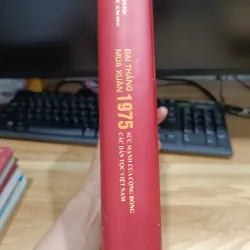 ĐẠI THẮNG
MÙA XUÂN 1975
SỨC MẠNH CỦA CỘNG ĐỒNG
CÁC DÂN TỘC VIỆT NAM